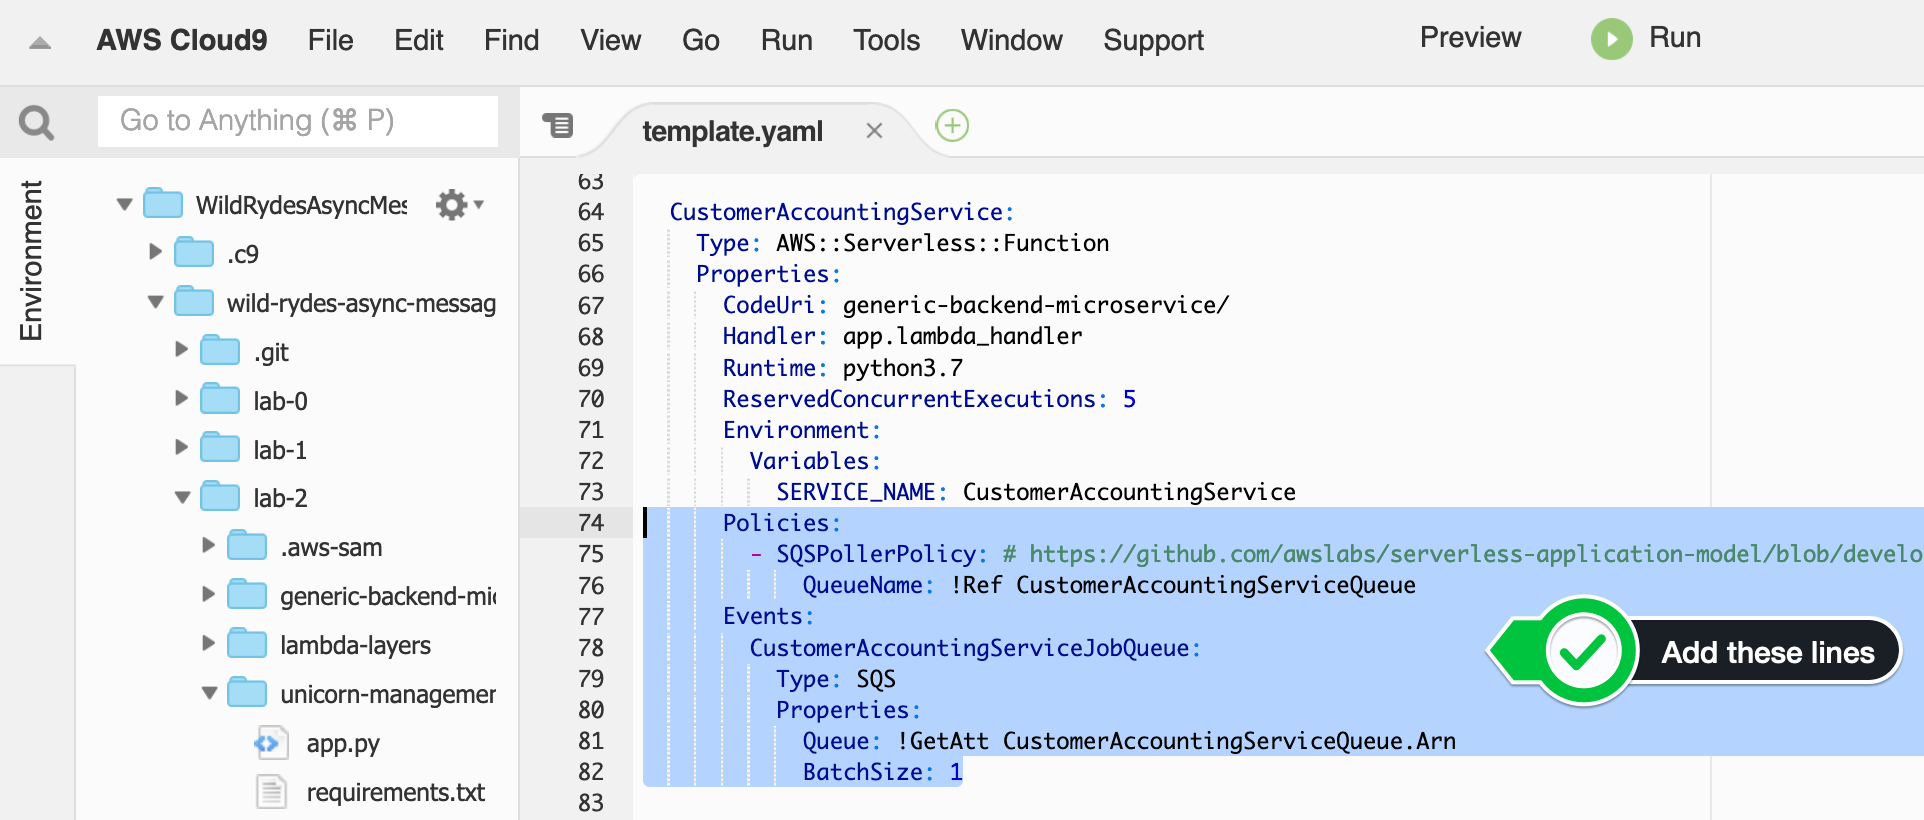 AWS Cloud9 File Edit Find View Go Run Tools Window Support Preview Run
Go to Anything (⌘ P)
template.yaml ×
Environment
WildRydesAsyncMes
.c9
wild-rydes-async-messag
.git
lab-0
lab-1
lab-2
.aws-sam
generic-backend-mic
lambda-layers
unicorn-managemen
app.py
requirements.txt
63
64 CustomerAccountingService:
65 Type: AWS::Serverless::Function
66 Properties:
67 CodeUri: generic-backend-microservice/
68 Handler: app.lambda_handler
69 Runtime: python3.7
70 ReservedConcurrentExecutions: 5
71 Environment:
72 Variables:
73 SERVICE_NAME: CustomerAccountingService
74 Policies:
75 - SQSPollerPolicy: # https://github.com/awslabs/serverless-application-model/blob/develo
76 QueueName: !Ref CustomerAccountingServiceQueue
77 Events:
78 CustomerAccountingServiceJobQueue:
79 Type: SQS
80 Properties:
81 Queue: !GetAtt CustomerAccountingServiceQueue.Arn
82 BatchSize: 1
83
Add these lines